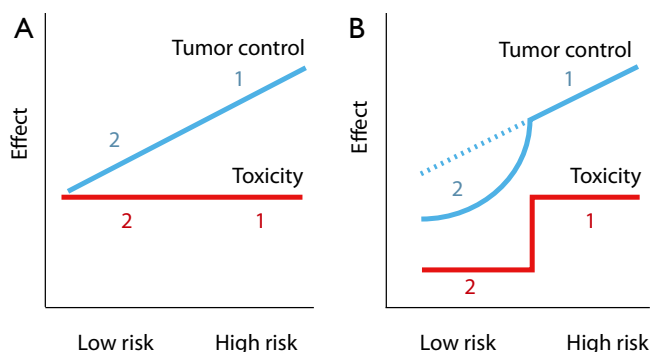 A
Tumor control
1
2
Effect
Toxicity
2
1
Low risk
High risk
B
Tumor control
1
2
Effect
Toxicity
1
2
Low risk
High risk